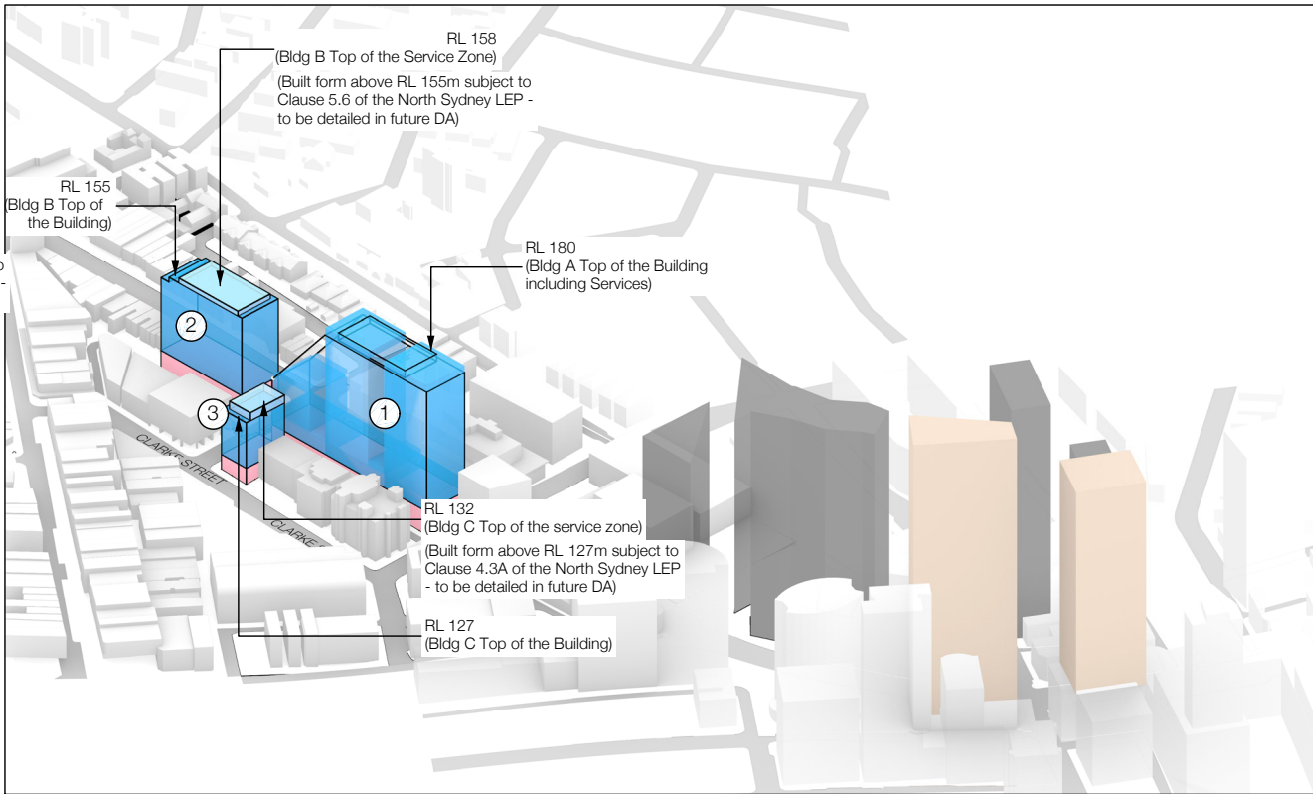 RL 158
(Bldg B Top of the Service Zone)
(Built form above RL 155m subject to
Clause 5.6 of the North Sydney LEP -
to be detailed in future DA)
RL 155
(Bldg B Top of
the Building)
RL 180
(Bldg A Top of the Building
including Services)
2
1
3
CLARKE STREET
CLARKE
RL 132
(Bldg C Top of the service zone)
(Built form above RL 127m subject to
Clause 4.3A of the North Sydney LEP
- to be detailed in future DA)
RL 127
(Bldg C Top of the Building)